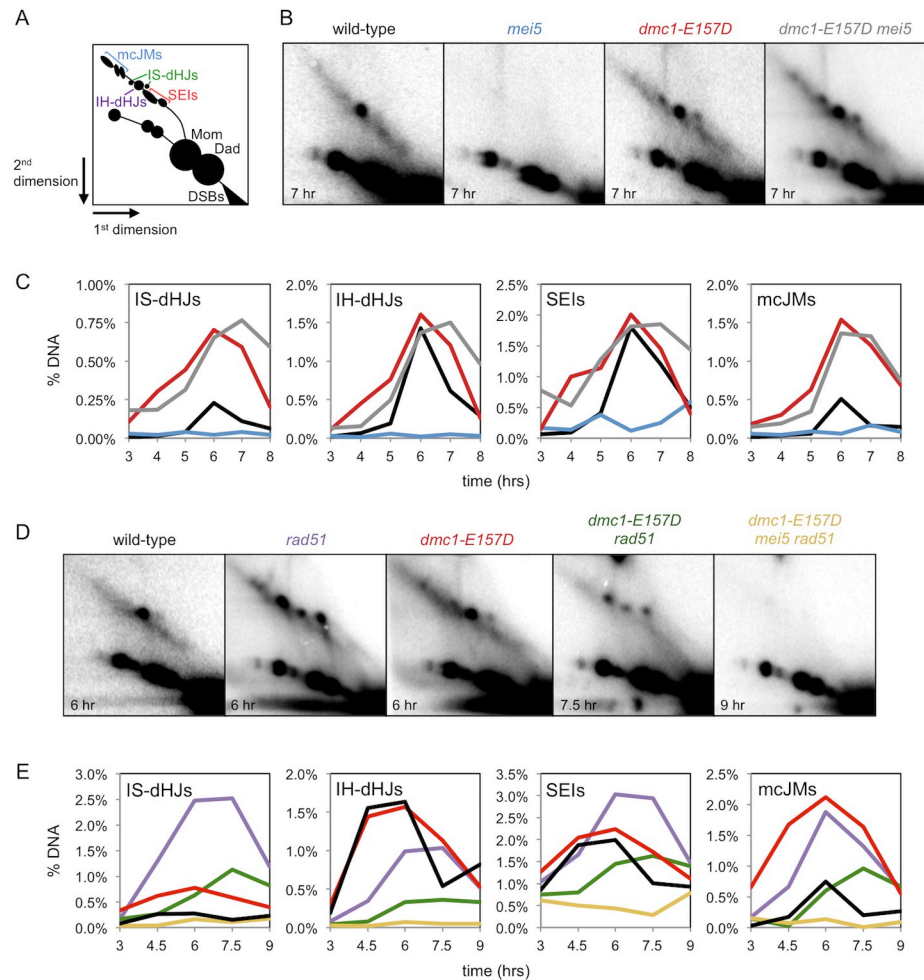 A
mcJMs
IS-dHJs
SEIs
IH-dHJs
Mom
Dad
DSBs
2nd
dimension
1st dimension
B
wild-type
mei5
dmc1-E157D
dmc1-E157D mei5
7 hr
7 hr
7 hr
7 hr
C
% DNA
IS-dHJs
1.00%
0.75%
0.50%
0.25%
0.00%
3 4 5 6 7 8
IH-dHJs
2.0%
1.5%
1.0%
0.5%
0.0%
3 4 5 6 7 8
SEIs
2.5%
2.0%
1.5%
1.0%
0.5%
0.0%
3 4 5 6 7 8
mcJMs
2.0%
1.5%
1.0%
0.5%
0.0%
3 4 5 6 7 8
time (hrs)
D
wild-type
rad51
dmc1-E157D
dmc1-E157D
rad51
dmc1-E157D
mei5 rad51
6 hr
6 hr
6 hr
7.5 hr
9 hr
E
% DNA
IS-dHJs
3.0%
2.5%
2.0%
1.5%
1.0%
0.5%
0.0%
3 4.5 6 7.5 9
IH-dHJs
2.0%
1.5%
1.0%
0.5%
0.0%
3 4.5 6 7.5 9
SEIs
3.5%
3.0%
2.5%
2.0%
1.5%
1.0%
0.5%
0.0%
3 4.5 6 7.5 9
mcJMs
2.5%
2.0%
1.5%
1.0%
0.5%
0.0%
3 4.5 6 7.5 9
time (hrs)